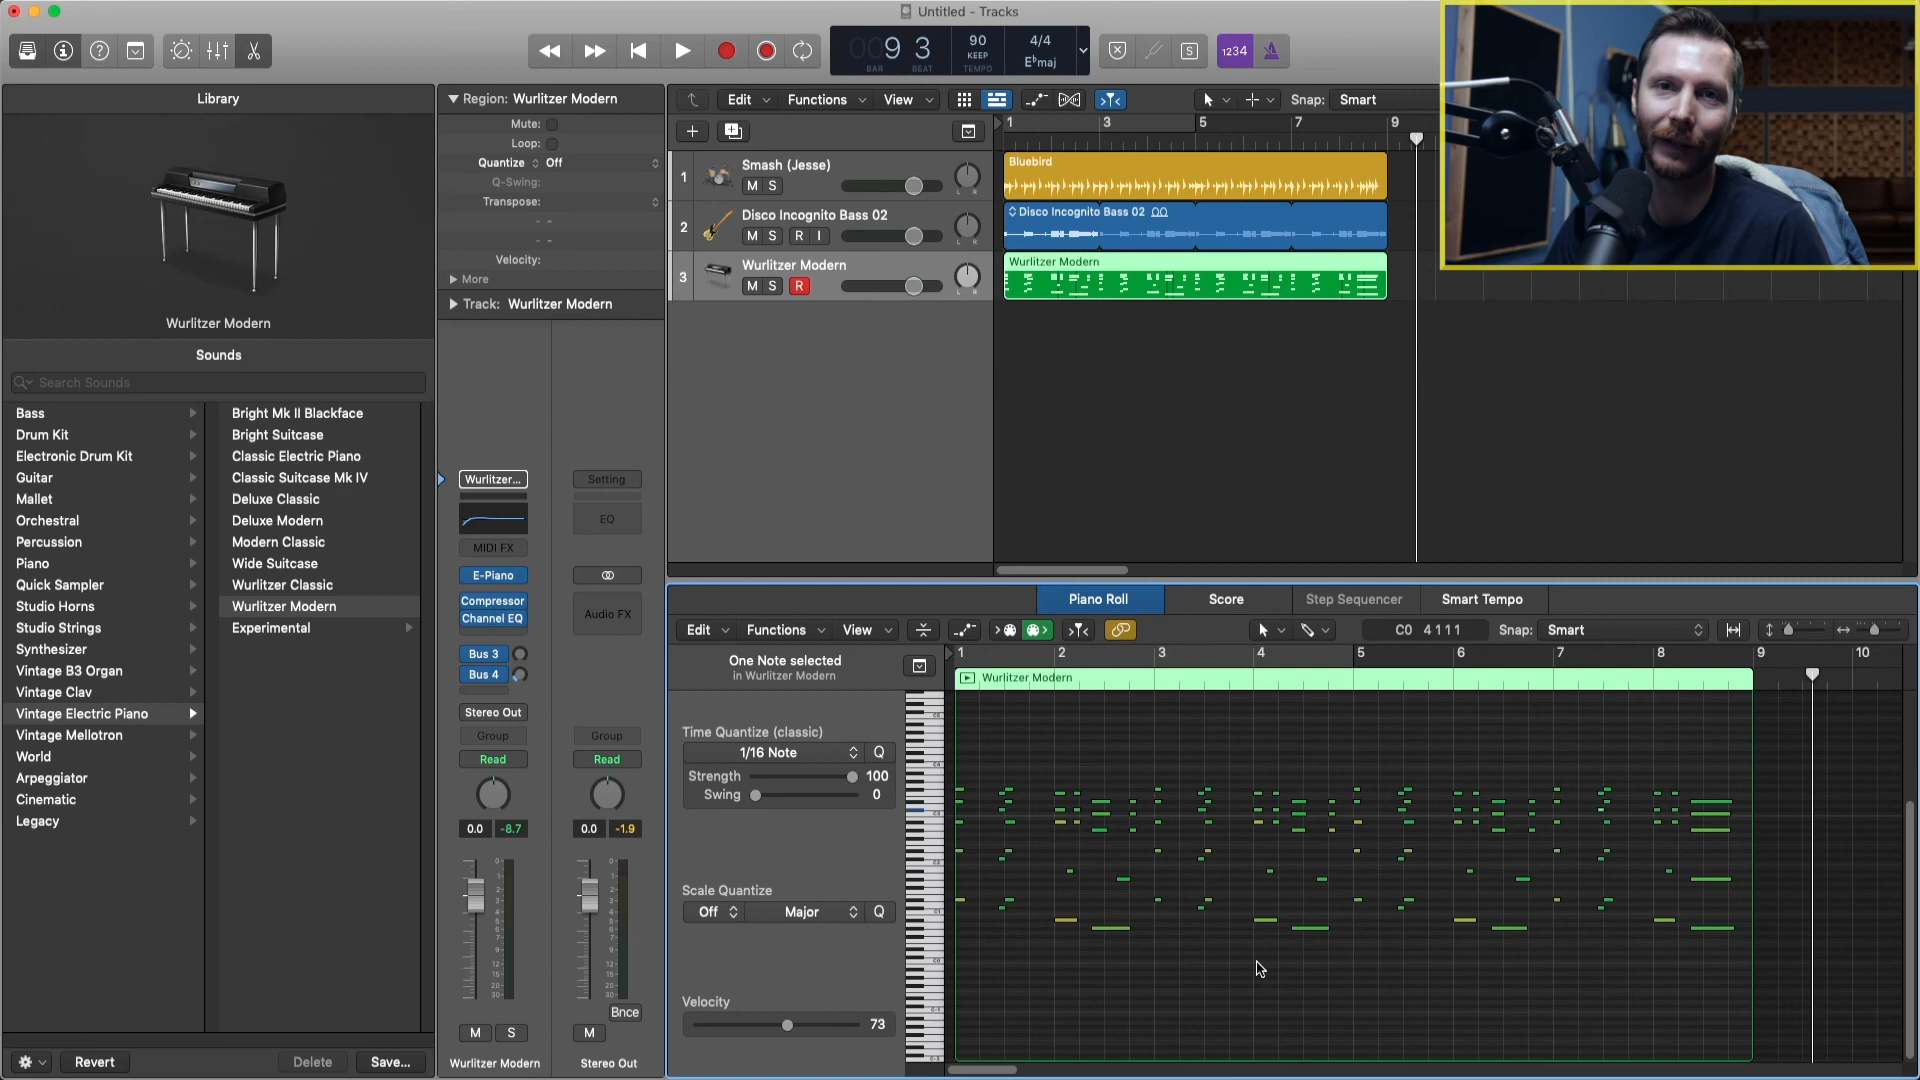 Untitled - Tracks
9 3
BAR BEAT
90
KEEP
TEMPO
4/4
E♭maj
S
1234
Library
Wurlitzer Modern
Sounds
Search Sounds
Bass
Drum Kit
Electronic Drum Kit
Guitar
Mallet
Orchestral
Percussion
Piano
Quick Sampler
Studio Horns
Studio Strings
Synthesizer
Vintage B3 Organ
Vintage Clav
Vintage Electric Piano
Vintage Mellotron
World
Arpeggiator
Cinematic
Legacy
Bright Mk II Blackface
Bright Suitcase
Classic Electric Piano
Classic Suitcase Mk IV
Deluxe Classic
Deluxe Modern
Modern Classic
Wide Suitcase
Wurlitzer Classic
Wurlitzer Modern
Experimental
Revert
Delete
Save...
Region: Wurlitzer Modern
Mute:
Loop:
Quantize Off
Q-Swing:
Transpose:
Velocity:
More
Track: Wurlitzer Modern
Wurlitzer...
MIDI FX
E-Piano
Compressor
Channel EQ
Bus 3
Bus 4
Stereo Out
Group
Read
0.0 -8.7
M S
Wurlitzer Modern
Setting
EQ
Audio FX
Group
Read
0.0 -1.9
Bnce
M
Stereo Out
Edit Functions View Snap: Smart
1 3 5 7 9
1 Smash (Jesse)
M S
2 Disco Incognito Bass 02
M S R I
3 Wurlitzer Modern
M S R
Bluebird
Disco Incognito Bass 02
Wurlitzer Modern
Piano Roll Score Step Sequencer Smart Tempo
Edit Functions View C0 4 1 1 1 Snap: Smart
One Note selected
in Wurlitzer Modern
1 2 3 4 5 6 7 8 9 10
Wurlitzer Modern
Time Quantize (classic)
1/16 Note Q
Strength 100
Swing 0
Scale Quantize
Off Major Q
Velocity
73